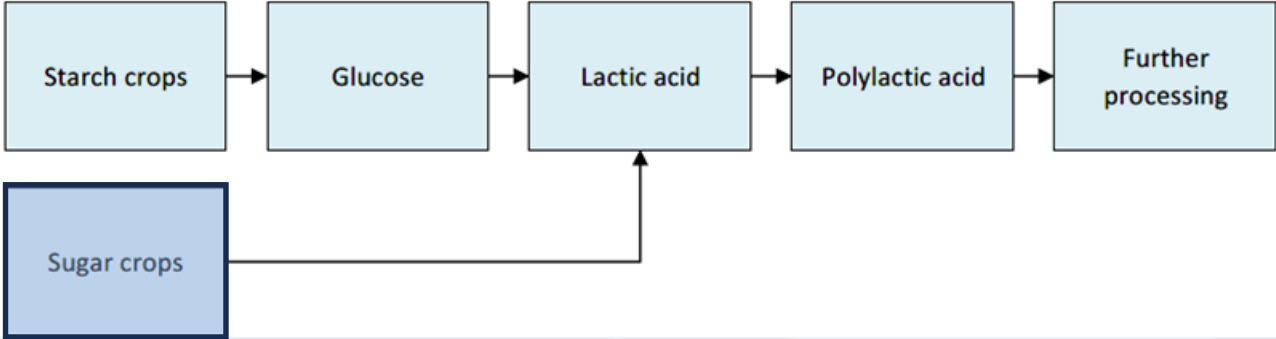 Starch crops
Glucose
Lactic acid
Polylactic acid
Further
processing
Sugar crops